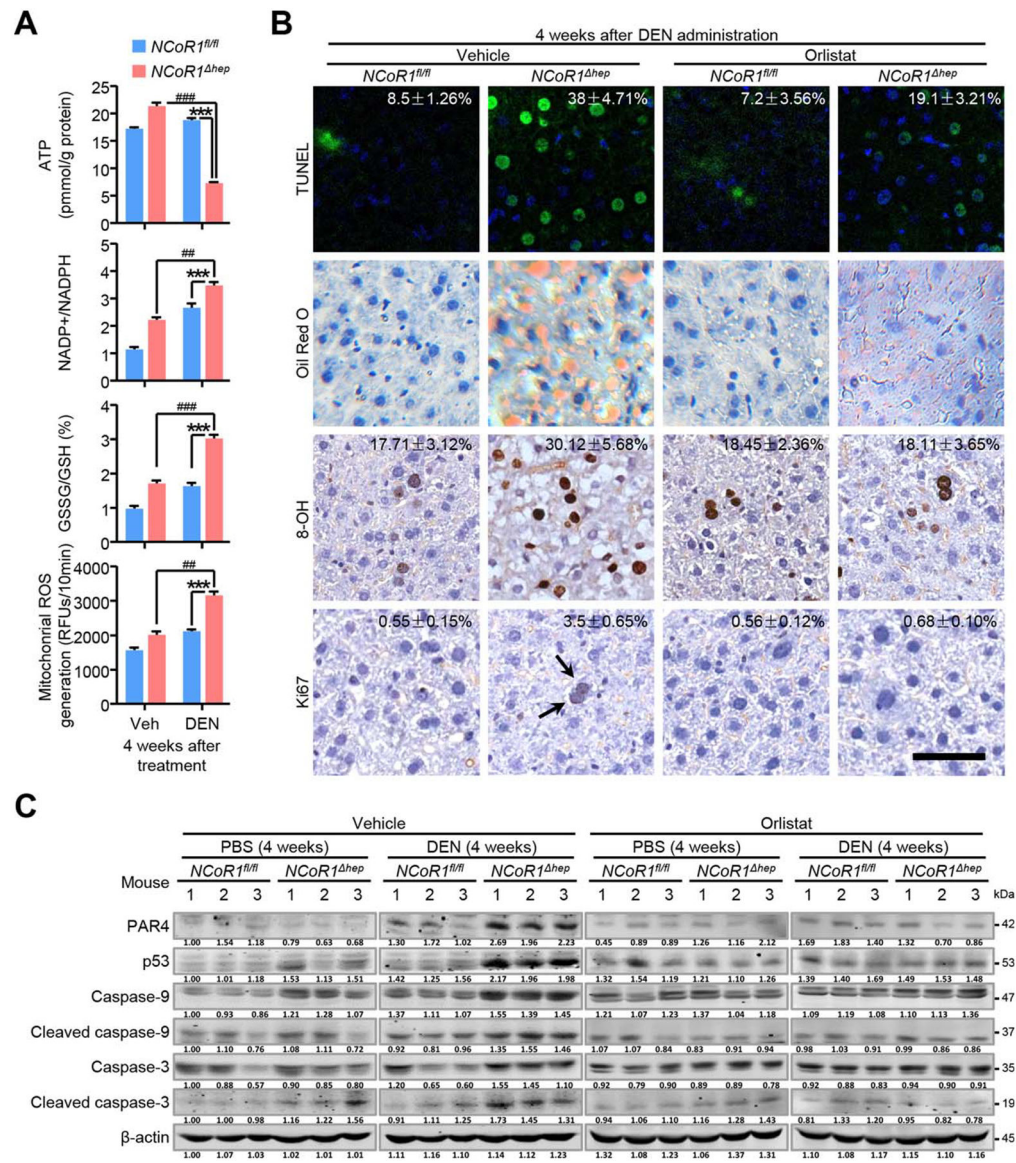 A
NCoR1fl/fl
NCoR1Δhep
ATP
(pmmol/g protein)
25
20
15
10
5
0
###
***
NADP+/NADPH
5
4
3
2
1
0
##
***
GSSG/GSH (%)
4
3
2
1
0
###
***
Mitochonrial ROS
generation (RFUs/10min)
4000
3000
2000
1000
0
##
***
Veh DEN
4 weeks after
treatment
B
4 weeks after DEN administration
Vehicle Orlistat
NCoR1fl/fl NCoR1Δhep NCoR1fl/fl NCoR1Δhep
TUNEL
8.5±1.26% 38±4.71% 7.2±3.56% 19.1±3.21%
Oil Red O
8-OH
17.71±3.12% 30.12±5.68% 18.45±2.36% 18.11±3.65%
Ki67
0.55±0.15% 3.5±0.65% 0.56±0.12% 0.68±0.10%
C
Vehicle Orlistat
PBS (4 weeks) DEN (4 weeks) PBS (4 weeks) DEN (4 weeks)
NCoR1fl/fl NCoR1Δhep NCoR1fl/fl NCoR1Δhep NCoR1fl/fl NCoR1Δhep NCoR1fl/fl NCoR1Δhep
Mouse 1 2 3 1 2 3 1 2 3 1 2 3 1 2 3 1 2 3 1 2 3 1 2 3 kDa
PAR4 42
1.00 1.54 1.18 0.79 0.63 0.68 1.30 1.72 1.02 2.69 1.96 2.23 0.45 0.89 0.89 1.26 1.16 2.12 1.69 1.83 1.40 1.32 0.70 0.86
p53 53
1.00 1.01 1.18 1.53 1.13 1.51 1.42 1.25 1.56 2.17 1.96 1.98 1.32 1.54 1.19 1.21 1.10 1.26 1.39 1.40 1.69 1.49 1.53 1.48
Caspase-9 47
1.00 0.93 0.86 1.21 1.28 1.07 1.37 1.11 1.07 1.55 1.39 1.45 1.21 1.07 1.13 1.37 1.04 1.18 1.09 1.19 1.08 1.10 1.13 1.36
Cleaved caspase-9 37
1.00 1.10 0.76 1.08 1.11 0.72 0.92 0.81 0.96 1.35 1.55 1.46 1.07 1.07 0.84 0.83 0.91 0.94 0.98 1.03 0.91 0.99 0.86 0.86
Caspase-3 35
1.00 0.88 0.57 0.90 0.85 0.80 1.20 0.65 0.60 1.55 1.45 1.10 0.92 0.79 0.90 0.89 0.89 0.78 0.92 0.88 0.83 0.94 0.90 0.91
Cleaved caspase-3 19
1.00 1.00 0.98 1.16 1.22 1.56 0.91 1.11 1.25 1.73 1.45 1.31 0.94 1.06 1.10 1.16 1.28 1.43 0.81 1.33 1.20 0.95 0.82 0.78
β-actin 45
1.00 1.07 1.03 1.02 1.01 1.01 1.11 1.16 1.10 1.14 1.12 1.23 1.32 1.08 1.23 1.06 1.37 1.31 1.10 1.08 1.17 1.15 1.10 1.16